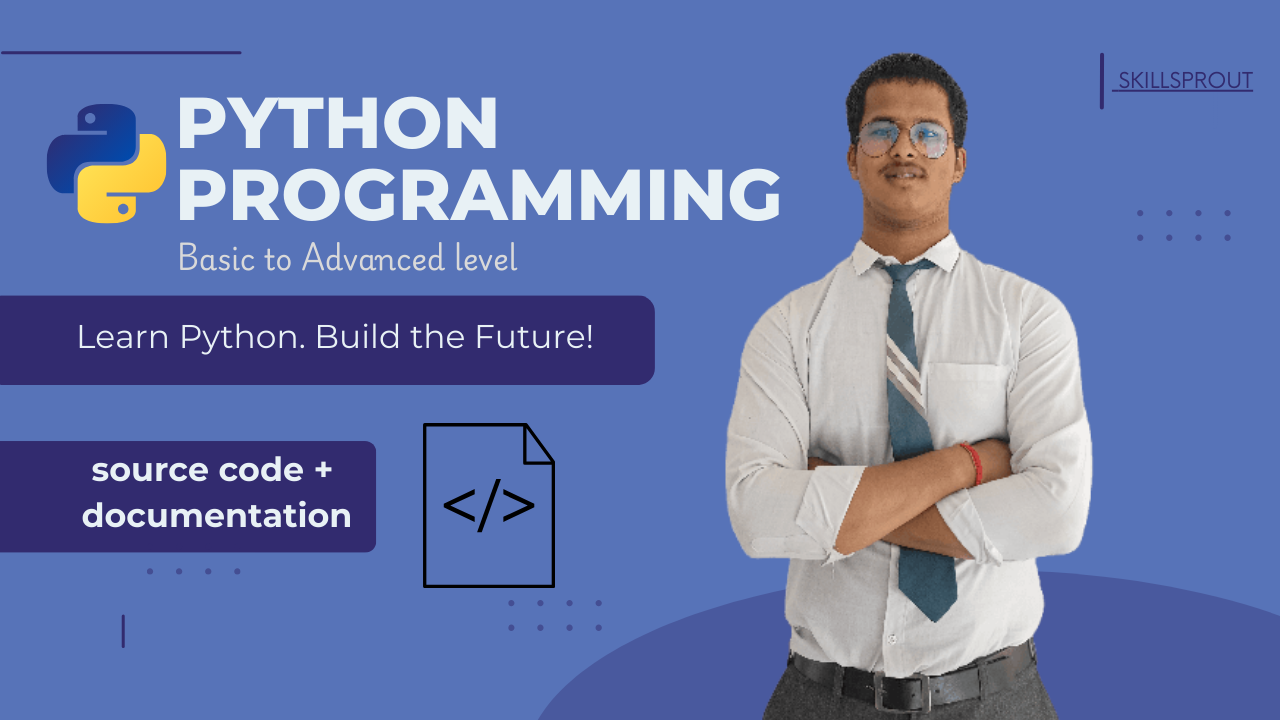 SKILLSPROUT
PYTHON
PROGRAMMING
Basic to Advanced level
Learn Python. Build the Future!
source code +
documentation
</>